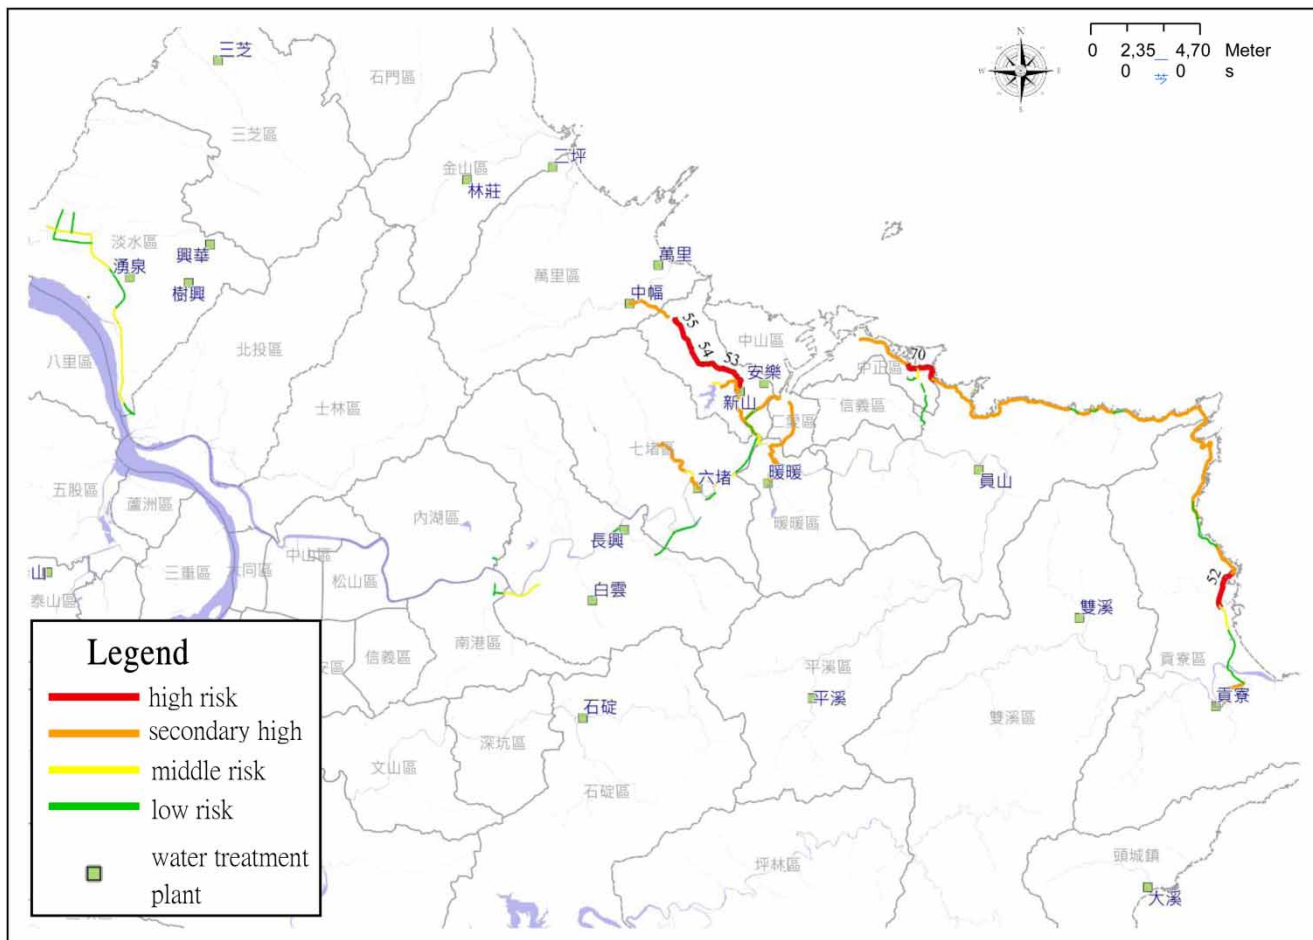 三芝
石門區
N
W
E
S
0 2,35 4,70 Meter
0 0 s
三芝區
二坪
金山區
林莊
淡水區
興華
湧泉
樹興
萬里
萬里區
中幅
55
54
53
中山區
安樂
新山
70
中正區
信義區
仁愛區
八里區
北投區
士林區
七堵區
六堵
暖暖
員山
暖暖區
五股區
蘆洲區
內湖區
長興
中山區
三重區
大同區
松山區
白雲
山
泰山區
52
雙溪
貢寮區
南港區
信義區
安區
平溪區
平溪
雙溪區
貢寮
石碇
深坑區
文山區
石碇區
坪林區
頭城鎮
大溪
Legend
high risk
secondary high
middle risk
low risk
water treatment
plant